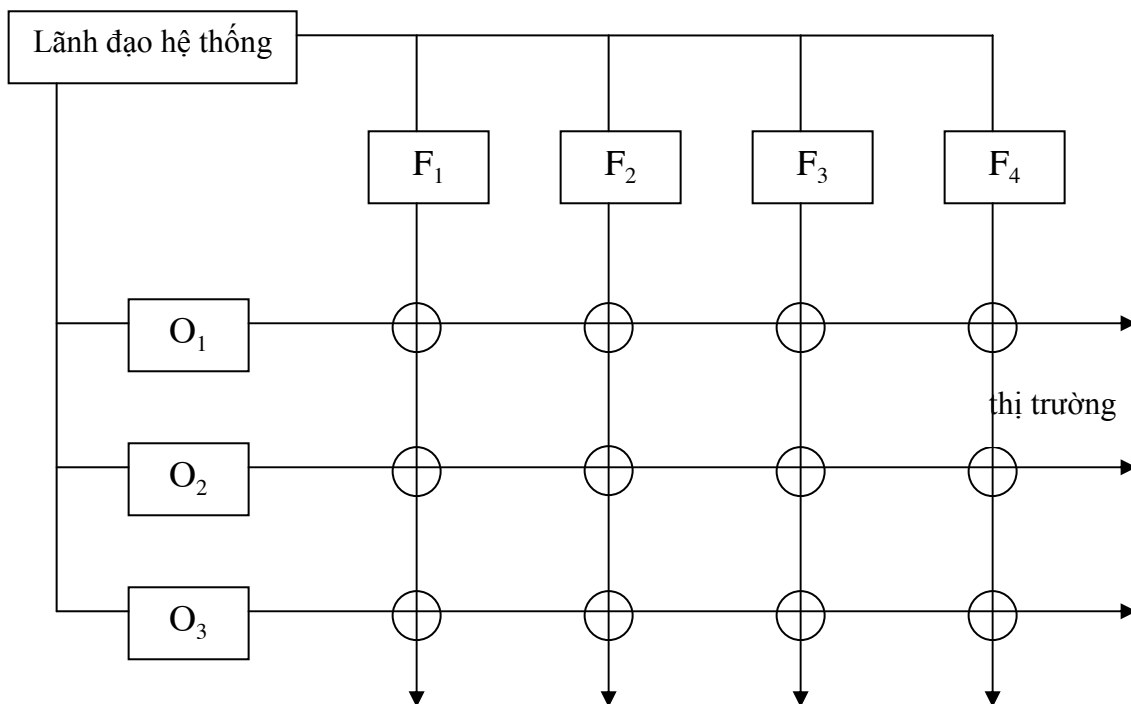 Lãnh đạo hệ thống
F₁ F₂ F₃ F₄
O₁
thị trường
O₂
O₃